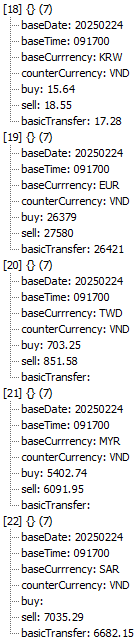 [18] {} (7)
baseDate: 20250224
baseTime: 091700
baseCurrrency: KRW
counterCurrency: VND
buy: 15.64
sell: 18.55
basicTransfer: 17.28
[19] {} (7)
baseDate: 20250224
baseTime: 091700
baseCurrrency: EUR
counterCurrency: VND
buy: 26379
sell: 27580
basicTransfer: 26421
[20] {} (7)
baseDate: 20250224
baseTime: 091700
baseCurrrency: TWD
counterCurrency: VND
buy: 703.25
sell: 851.58
basicTransfer:
[21] {} (7)
baseDate: 20250224
baseTime: 091700
baseCurrrency: MYR
counterCurrency: VND
buy: 5402.74
sell: 6091.95
basicTransfer:
[22] {} (7)
baseDate: 20250224
baseTime: 091700
baseCurrrency: SAR
counterCurrency: VND
buy:
sell: 7035.29
basicTransfer: 6682.15